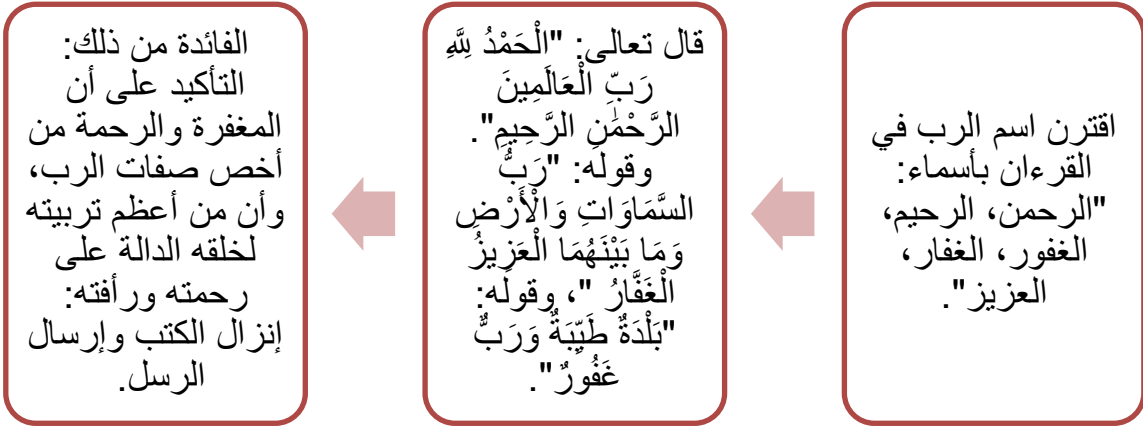 اقترن اسم الرب في
القرءان بأسماء:
"الرحمن، الرحيم،
الغفور، الغفار،
العزيز".
قال تعالى: "الْحَمْدُ لِلَّهِ
رَبِّ الْعَالَمِينَ
الرَّحْمَٰنِ الرَّحِيمِ".
وقوله: "رَبُّ
السَّمَاوَاتِ وَالْأَرْضِ
وَمَا بَيْنَهُمَا الْعَزِيزُ
الْغَفَّارُ "، وقوله:
"بَلْدَةٌ طَيِّبَةٌ وَرَبٌّ
غَفُورٌ".
الفائدة من ذلك:
التأكيد على أن
المغفرة والرحمة من
أخص صفات الرب،
وأن من أعظم تربيته
لخلقه الدالة على
رحمته ورأفته:
إنزال الكتب وإرسال
الرسل.